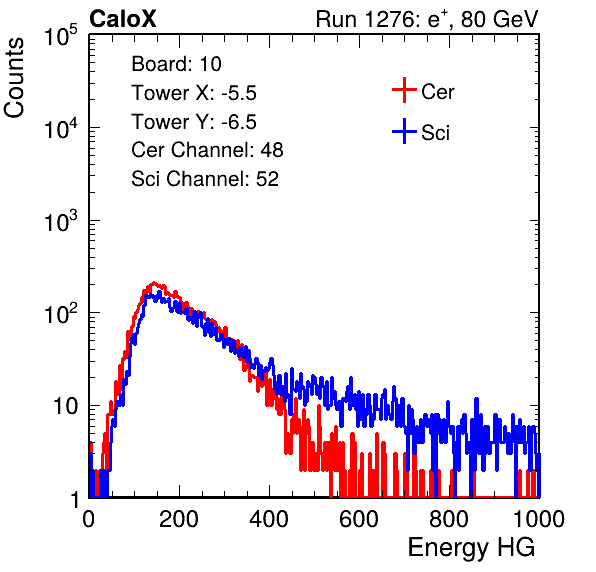 CaloX Run 1276: e⁺, 80 GeV
Counts
10⁵
10⁴
10³
10²
10
1
Board: 10
Tower X: -5.5
Tower Y: -6.5
Cer Channel: 48
Sci Channel: 52
Cer
Sci
0 200 400 600 800 1000
Energy HG